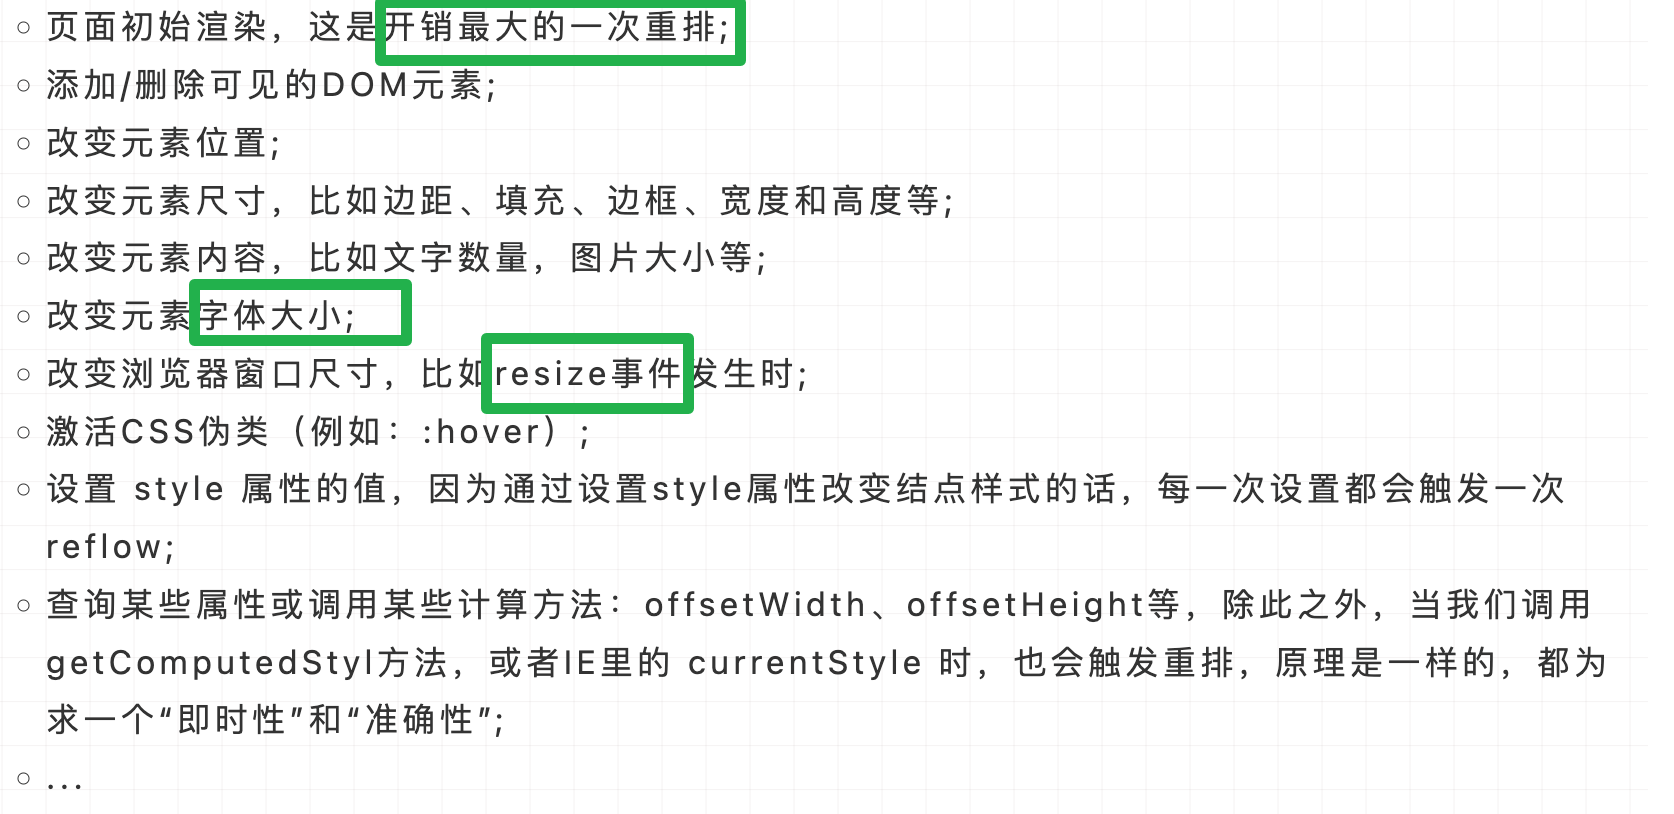 页面初始渲染，这是开销最大的一次重排;
添加/删除可见的DOM元素;
改变元素位置;
改变元素尺寸，比如边距、填充、边框、宽度和高度等;
改变元素内容，比如文字数量，图片大小等;
改变元素字体大小;
改变浏览器窗口尺寸，比如resize事件发生时;
激活CSS伪类（例如：:hover）;
设置 style 属性的值，因为通过设置style属性改变结点样式的话，每一次设置都会触发一次
reflow;
查询某些属性或调用某些计算方法：offsetWidth、offsetHeight等，除此之外，当我们调用
getComputedStyl方法，或者IE里的 currentStyle 时，也会触发重排，原理是一样的，都为
求一个“即时性”和“准确性”;
...